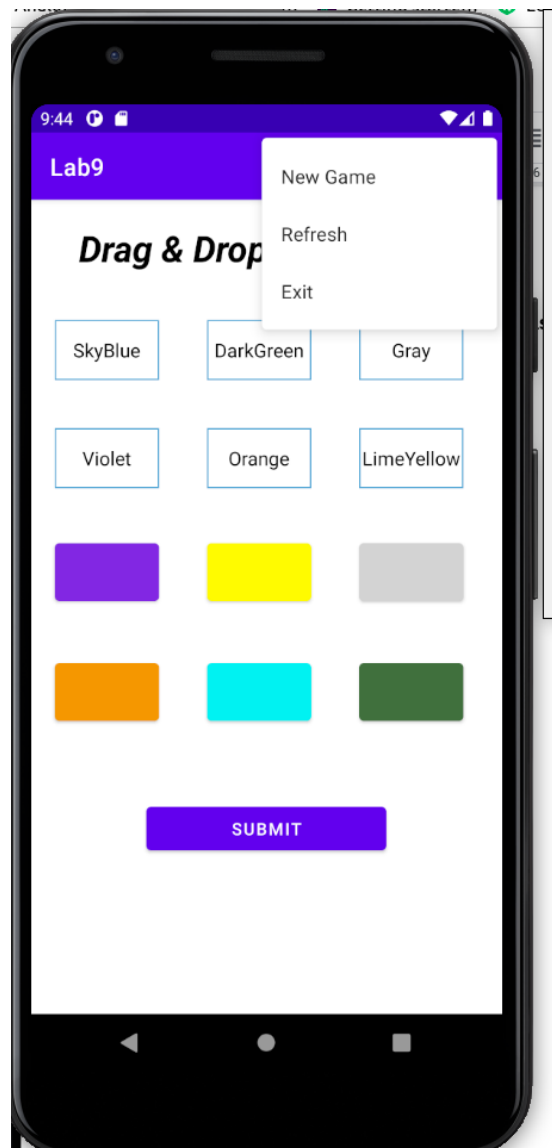 9:44
Lab9
New Game
Refresh
Exit
Drag & Drop
SkyBlue DarkGreen Gray
Violet Orange LimeYellow
SUBMIT